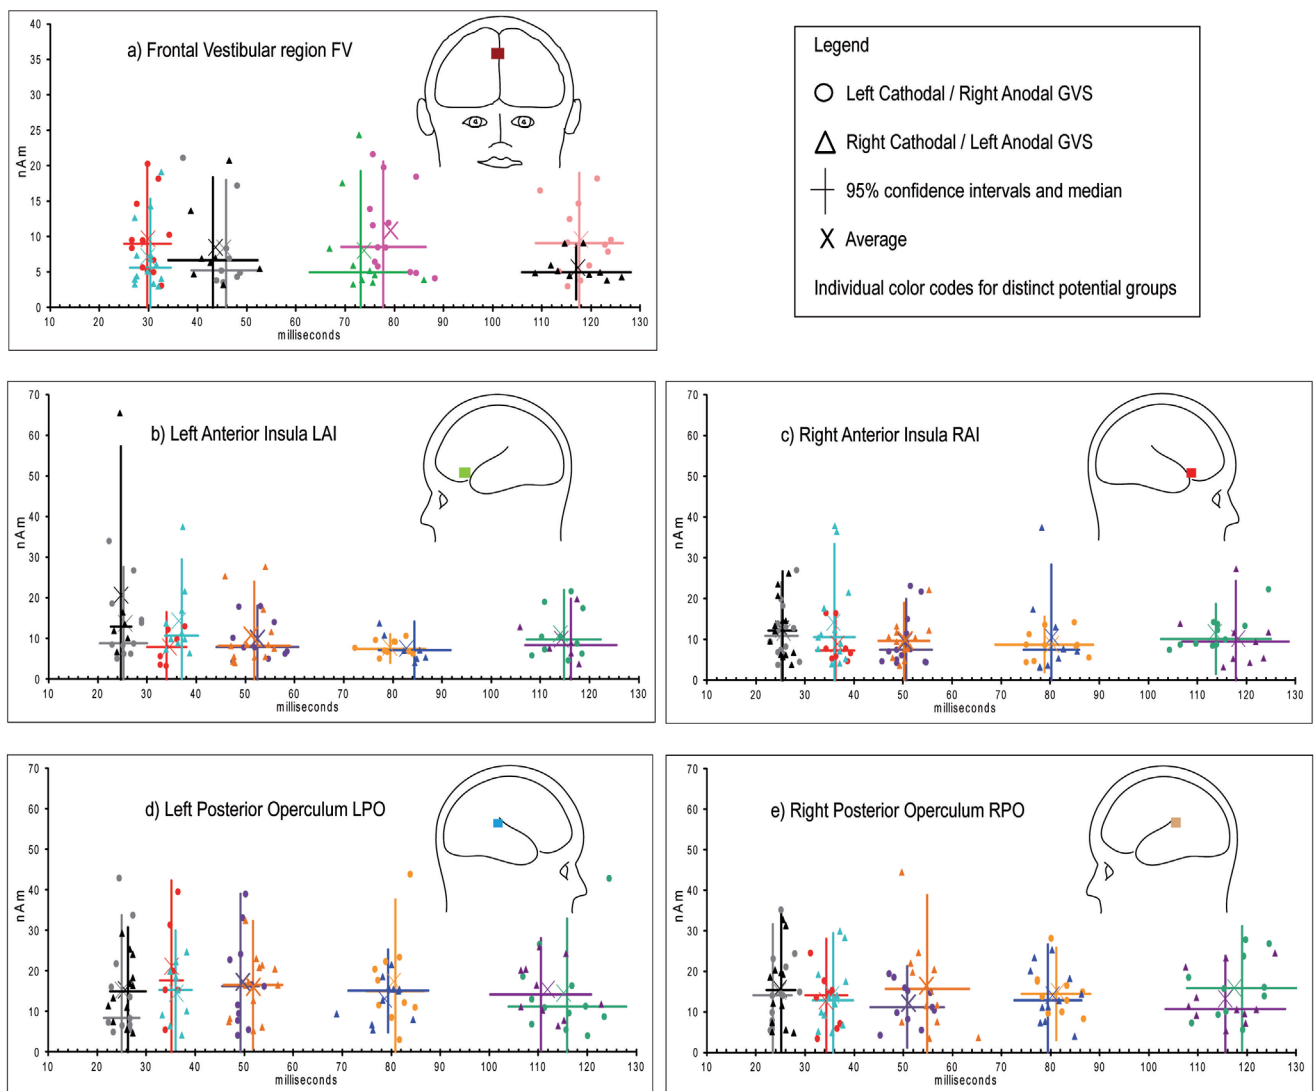 a) Frontal Vestibular region FV
nAm
40
35
30
25
20
15
10
5
0
10 20 30 40 50 60 70 80 90 100 110 120 130
milliseconds
Legend
Left Cathodal / Right Anodal GVS
Right Cathodal / Left Anodal GVS
95% confidence intervals and median
Average
Individual color codes for distinct potential groups
b) Left Anterior Insula LAI
nAm
70
60
50
40
30
20
10
0
10 20 30 40 50 60 70 80 90 100 110 120 130
milliseconds
c) Right Anterior Insula RAI
nAm
70
60
50
40
30
20
10
0
10 20 30 40 50 60 70 80 90 100 110 120 130
milliseconds
d) Left Posterior Operculum LPO
nAm
70
60
50
40
30
20
10
0
10 20 30 40 50 60 70 80 90 100 110 120 130
milliseconds
e) Right Posterior Operculum RPO
nAm
70
60
50
40
30
20
10
0
10 20 30 40 50 60 70 80 90 100 110 120 130
milliseconds